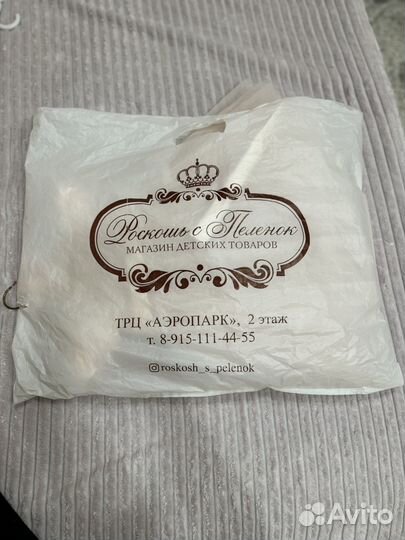 Роскошь с Пеленок
МАГАЗИН ДЕТСКИХ ТОВАРОВ
ТРЦ «АЭРОПАРК», 2 этаж
т. 8-915-111-44-55
roskosh_s_pelenok
Avito